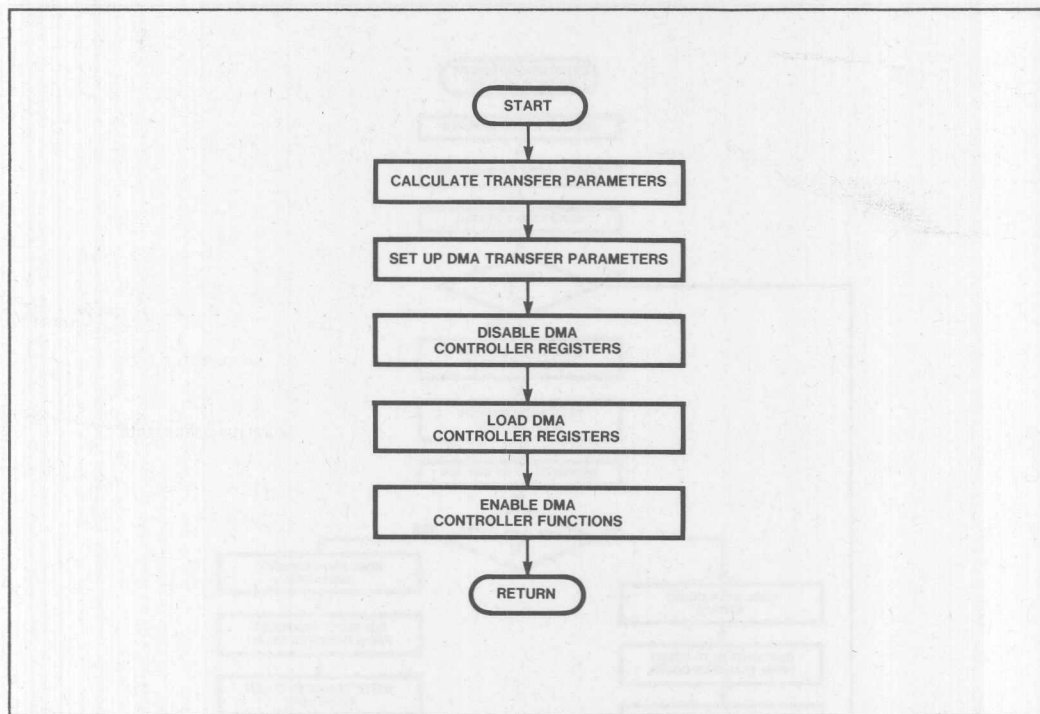 START
CALCULATE TRANSFER PARAMETERS
SET UP DMA TRANSFER PARAMETERS
DISABLE DMA
CONTROLLER REGISTERS
LOAD DMA
CONTROLLER REGISTERS
ENABLE DMA
CONTROLLER FUNCTIONS
RETURN